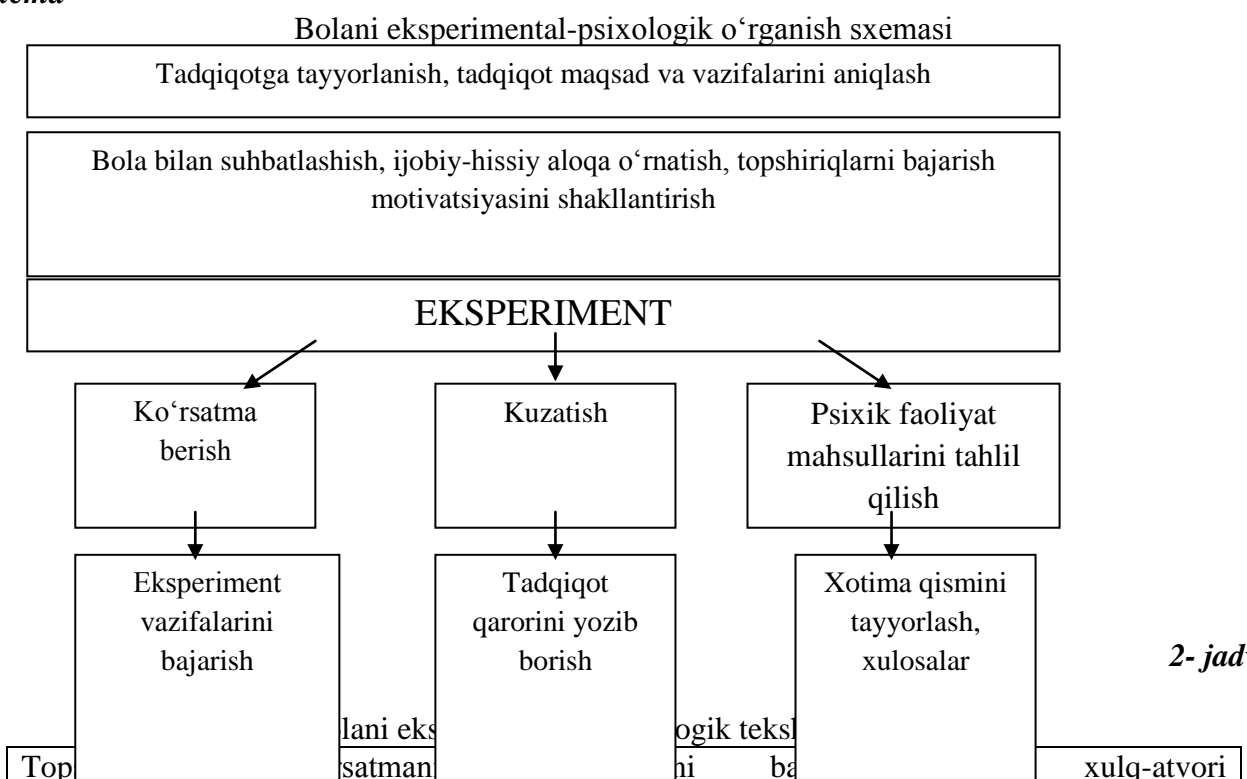 Bolani eksperimental-psixologik o‘rganish sxemasi
Tadqiqotga tayyorlanish, tadqiqot maqsad va vazifalarini aniqlash
Bola bilan suhbatlashish, ijobiy-hissiy aloqa o‘rnatish, topshiriqlarni bajarish
motivatsiyasini shakllantirish
EKSPERIMENT
Ko‘rsatma
berish
Kuzatish
Psixik faoliyat
mahsullarini tahlil
qilish
Eksperiment
vazifalarini
bajarish
Tadqiqot
qarorini yozib
borish
Xotima qismini
tayyorlash,
xulosalar
2- jad
xulq-atvori